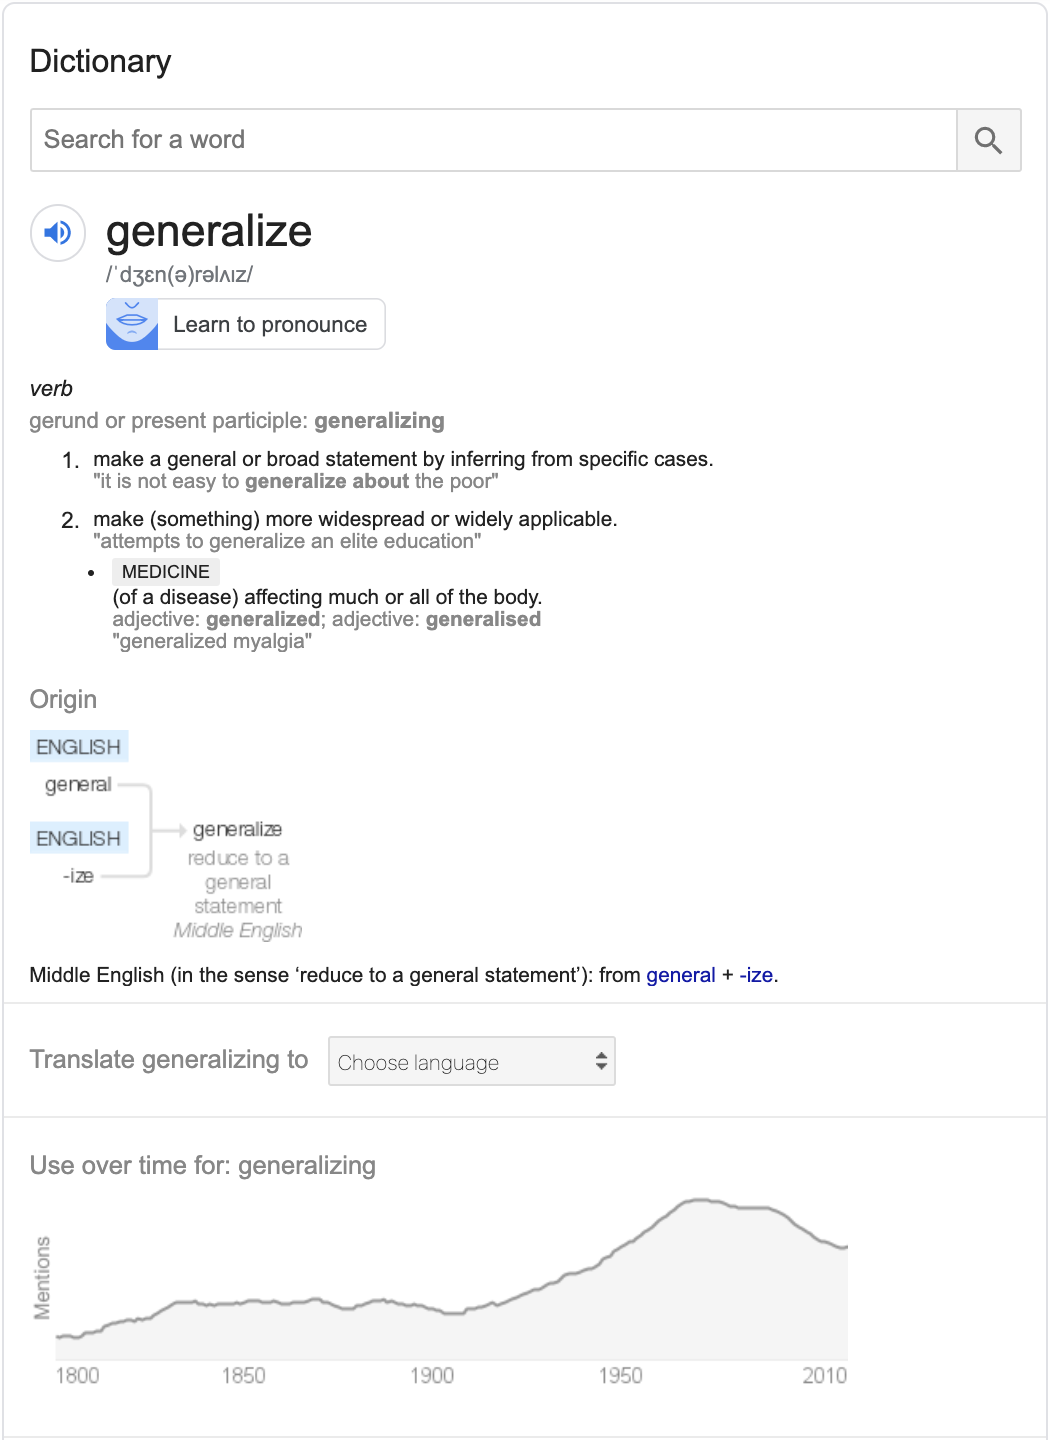 Dictionary
Search for a word
generalize
/ˈdʒɛn(ə)rəlʌɪz/
Learn to pronounce
verb
gerund or present participle: generalizing
1. make a general or broad statement by inferring from specific cases.
"it is not easy to generalize about the poor"
2. make (something) more widespread or widely applicable.
"attempts to generalize an elite education"
• MEDICINE
(of a disease) affecting much or all of the body.
adjective: generalized; adjective: generalised
"generalized myalgia"
Origin
ENGLISH
general
ENGLISH
-ize
generalize
reduce to a
general
statement
Middle English
Middle English (in the sense ‘reduce to a general statement’): from general + -ize.
Translate generalizing to
Choose language
Use over time for: generalizing
Mentions
1800 1850 1900 1950 2010